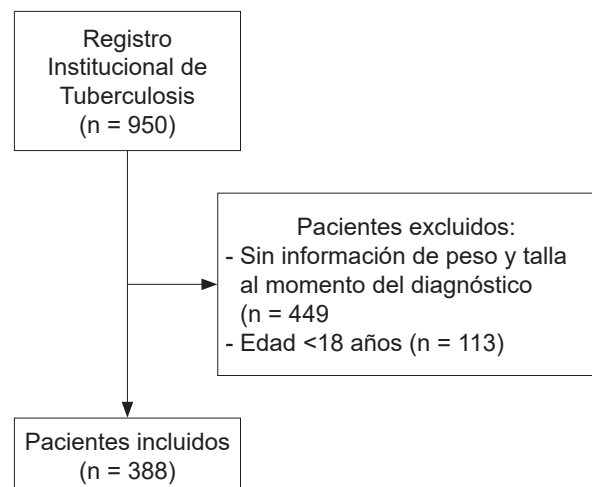 Registro
Institucional de
Tuberculosis
(n = 950)
Pacientes excluidos:
- Sin información de peso y talla
al momento del diagnóstico
(n = 449
- Edad <18 años (n = 113)
Pacientes incluidos
(n = 388)